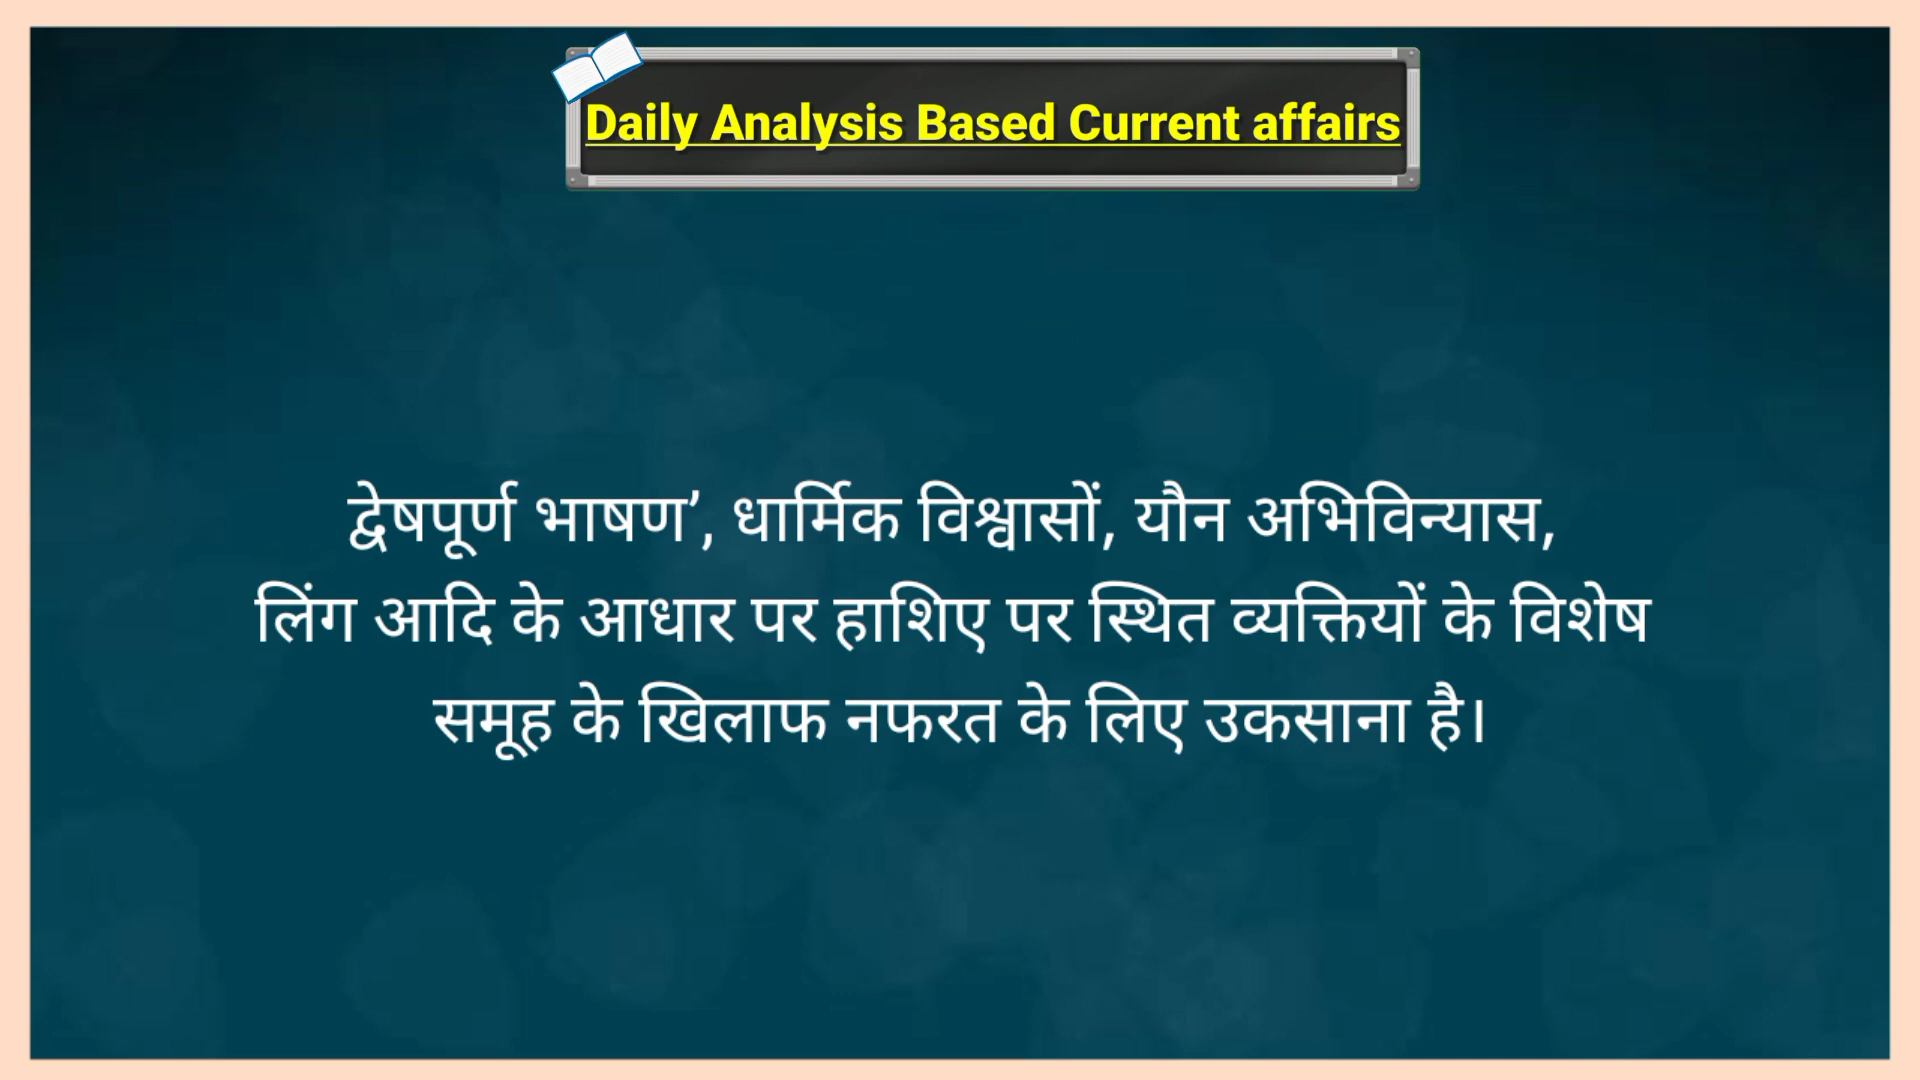 Daily Analysis Based Current affairs
द्वेषपूर्ण भाषण’, धार्मिक विश्वासों, यौन अभिविन्यास,
लिंग आदि के आधार पर हाशिए पर स्थित व्यक्तियों के विशेष
समूह के खिलाफ नफरत के लिए उकसाना है।